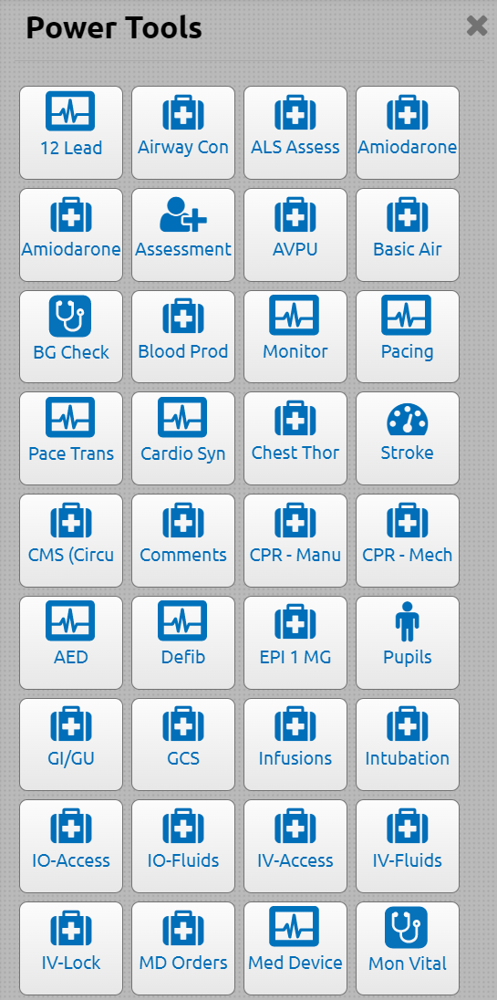 Power Tools
12 Lead
Airway Con
ALS Assess
Amiodarone
Amiodarone
Assessment
AVPU
Basic Air
BG Check
Blood Prod
Monitor
Pacing
Pace Trans
Cardio Syn
Chest Thor
Stroke
CMS (Circu
Comments
CPR - Manu
CPR - Mech
AED
Defib
EPI 1 MG
Pupils
GI/GU
GCS
Infusions
Intubation
IO-Access
IO-Fluids
IV-Access
IV-Fluids
IV-Lock
MD Orders
Med Device
Mon Vital